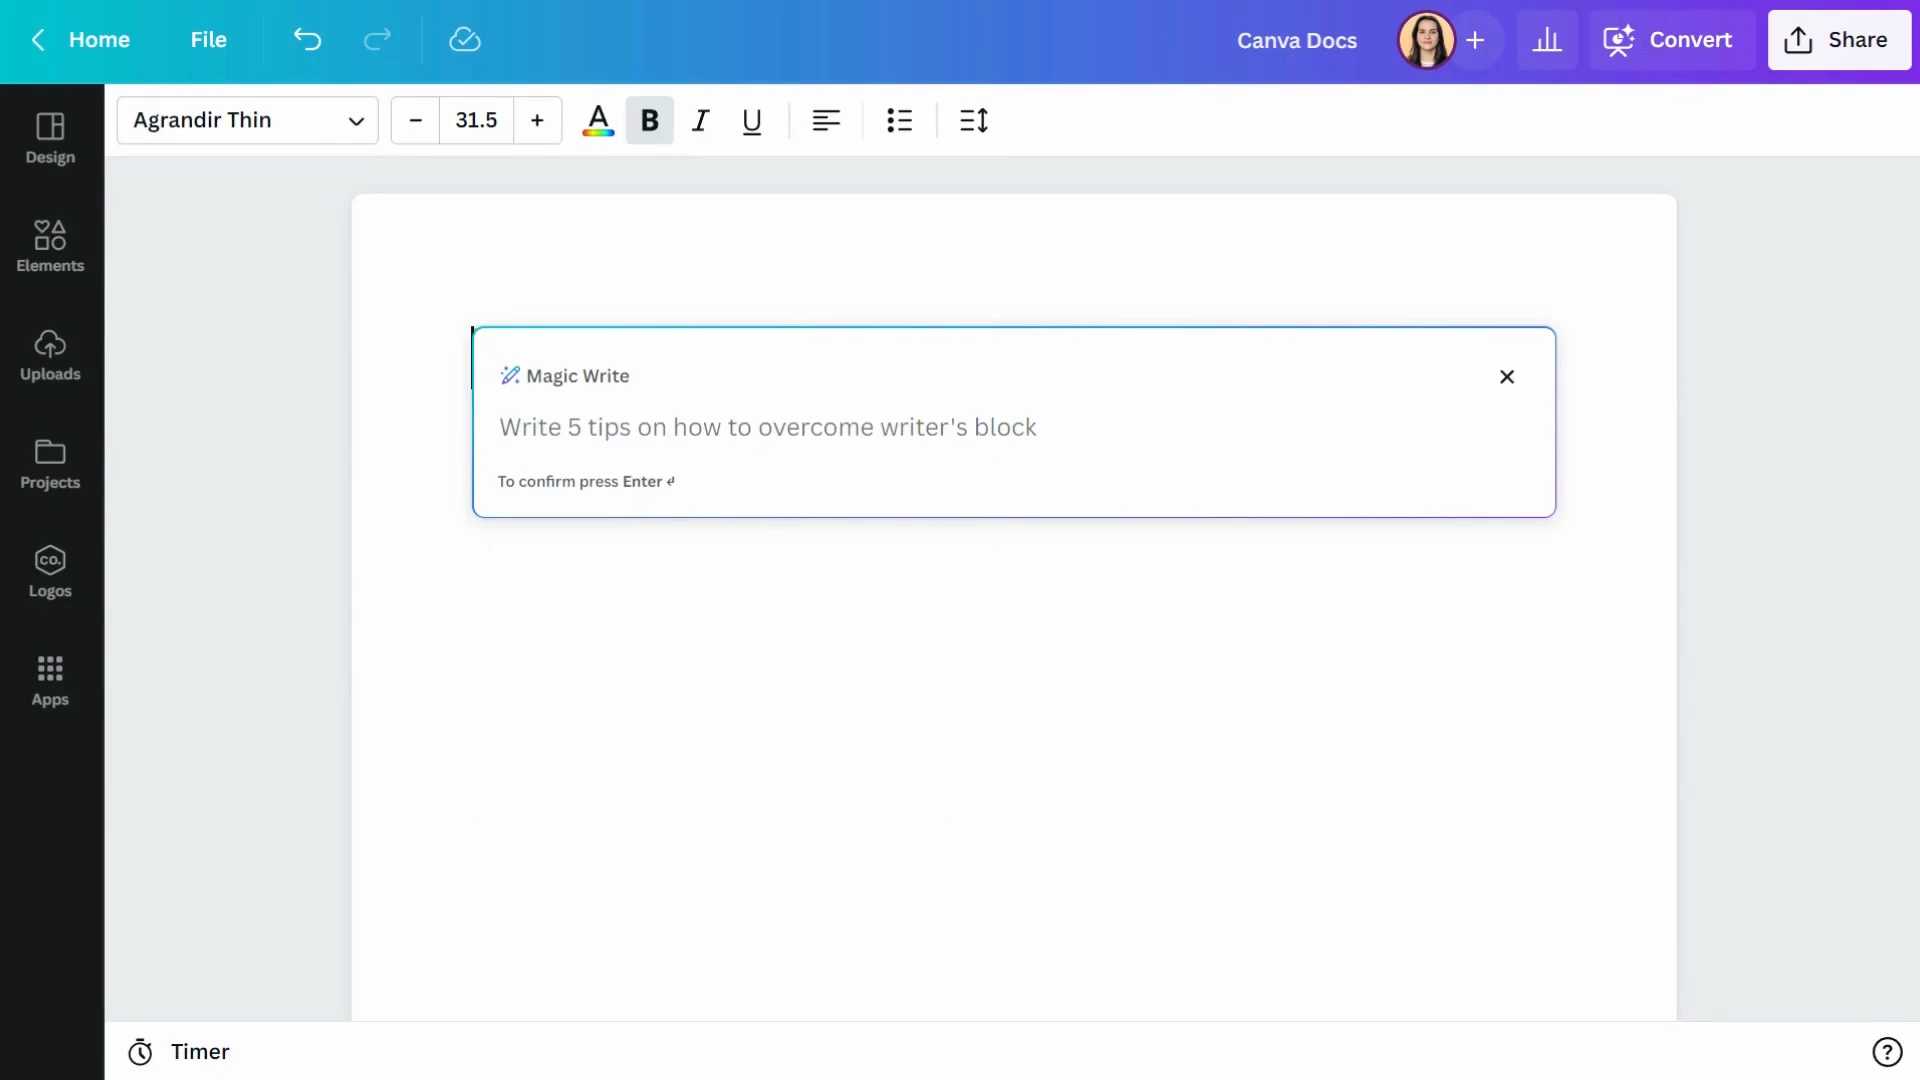 Home File Canva Docs + Convert Share
Agrandir Thin − 31.5 + A B I U
Design
Elements
Uploads
Projects
co.
Logos
Apps
Magic Write
Write 5 tips on how to overcome writer's block
To confirm press Enter ↵
Timer ?